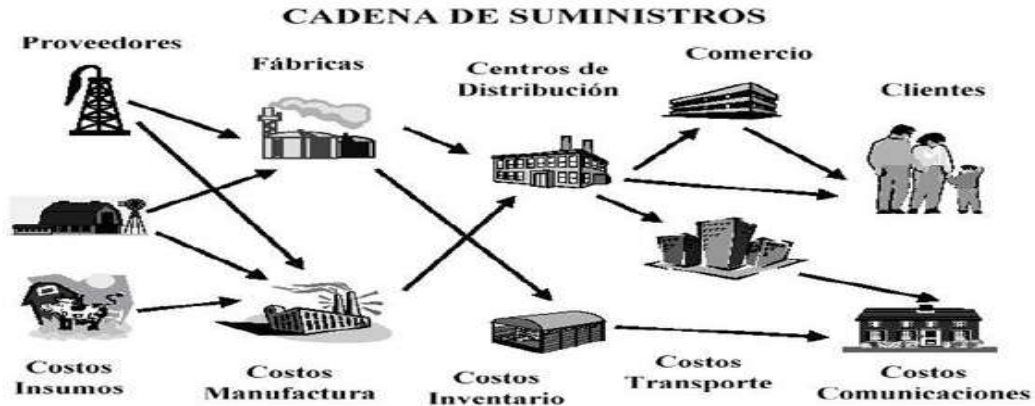 CADENA DE SUMINISTROS
Proveedores
Fábricas
Centros de
Distribución
Comercio
Clientes
Costos
Insumos
Costos
Manufactura
Costos
Inventario
Costos
Transporte
Costos
Comunicaciones